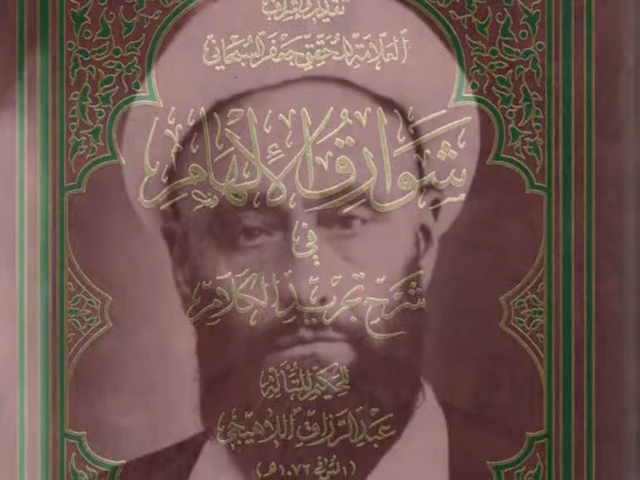 تقديم وإشراف
العلامة المحقق جعفر السبحاني
شوارق الإلهام
في
شرح تجريد الكلام
للحكيم المتأله
عبد الرزاق اللاهيجي
(المتوفى ١٠٧٢ هـ)